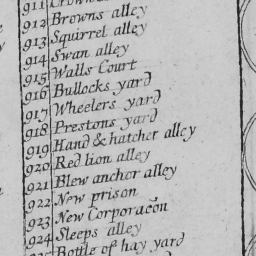 911
912 Browns alley
913 Squirrel alley
914 Swan alley
915 Walls Court
916 Bullocks yard
917 Wheelers yard
918 Prestons yard
919 Hand & hatchet alley
920 Red lion alley
921 Blew anchor alley
922 New prison
923 New Corporacõn
924 Sleeps alley
Bottle of hay yard